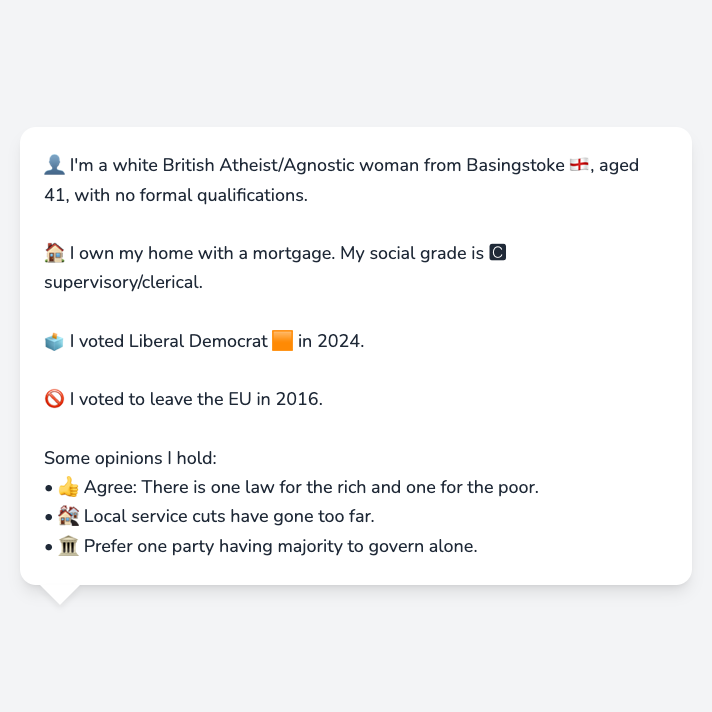 👤 I'm a white British Atheist/Agnostic woman from Basingstoke 🏴󠁧󠁢󠁥󠁮󠁧󠁿, aged
41, with no formal qualifications.
🏠 I own my home with a mortgage. My social grade is 🅲
supervisory/clerical.
🗳️ I voted Liberal Democrat 🟧 in 2024.
🚫 I voted to leave the EU in 2016.
Some opinions I hold:
• 👍 Agree: There is one law for the rich and one for the poor.
• 🏚️ Local service cuts have gone too far.
• 🏛️ Prefer one party having majority to govern alone.